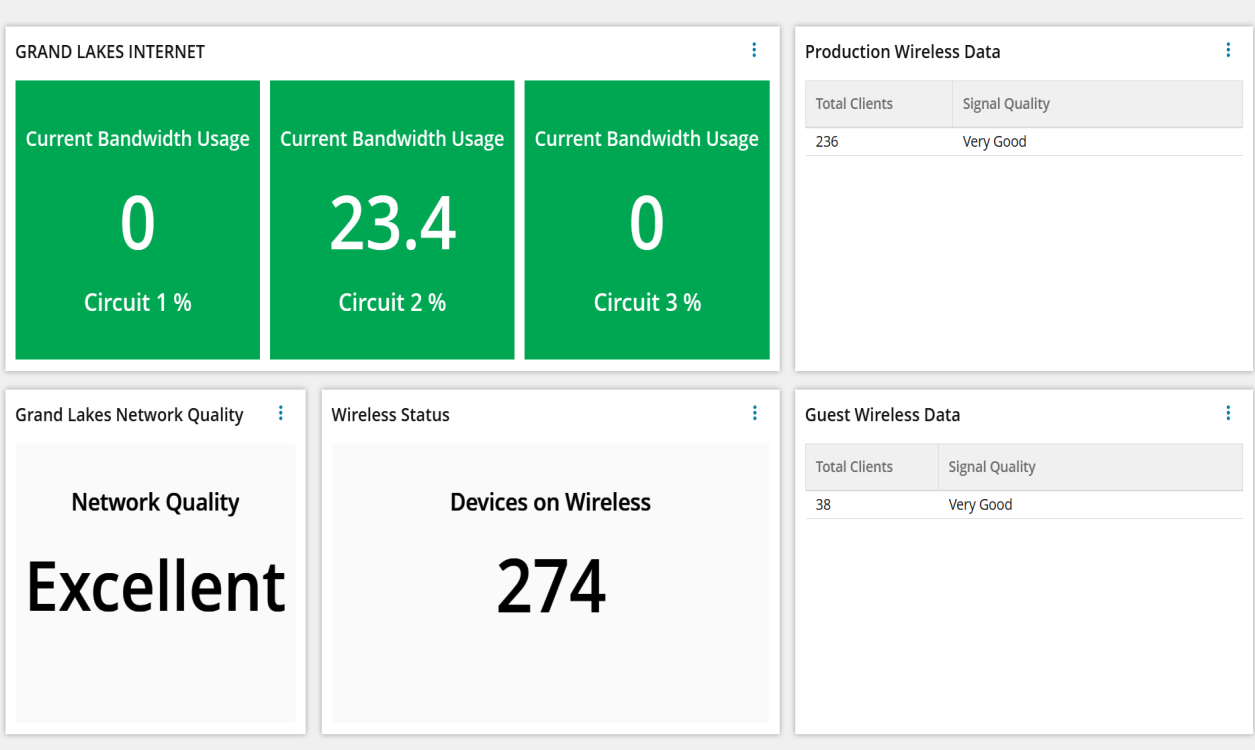 GRAND LAKES INTERNET
Current Bandwidth Usage
0
Circuit 1 %
Current Bandwidth Usage
23.4
Circuit 2 %
Current Bandwidth Usage
0
Circuit 3 %
Production Wireless Data
Total Clients Signal Quality
236 Very Good
Grand Lakes Network Quality
Network Quality
Excellent
Wireless Status
Devices on Wireless
274
Guest Wireless Data
Total Clients Signal Quality
38 Very Good